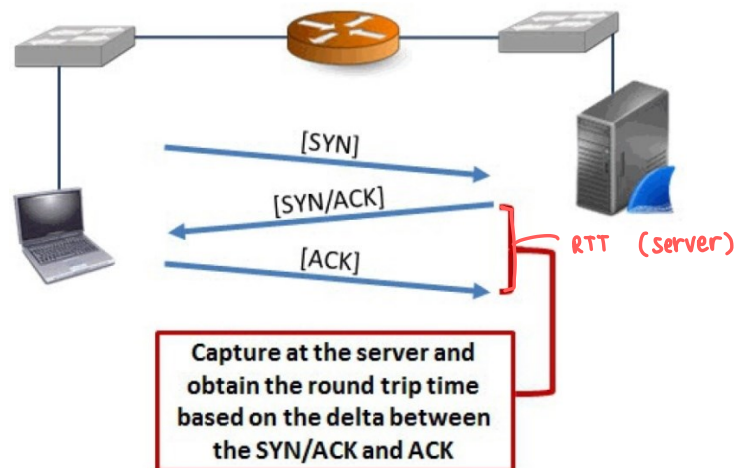 [SYN]
[SYN/ACK]
RTT (server)
[ACK]
Capture at the server and
obtain the round trip time
based on the delta between
the SYN/ACK and ACK